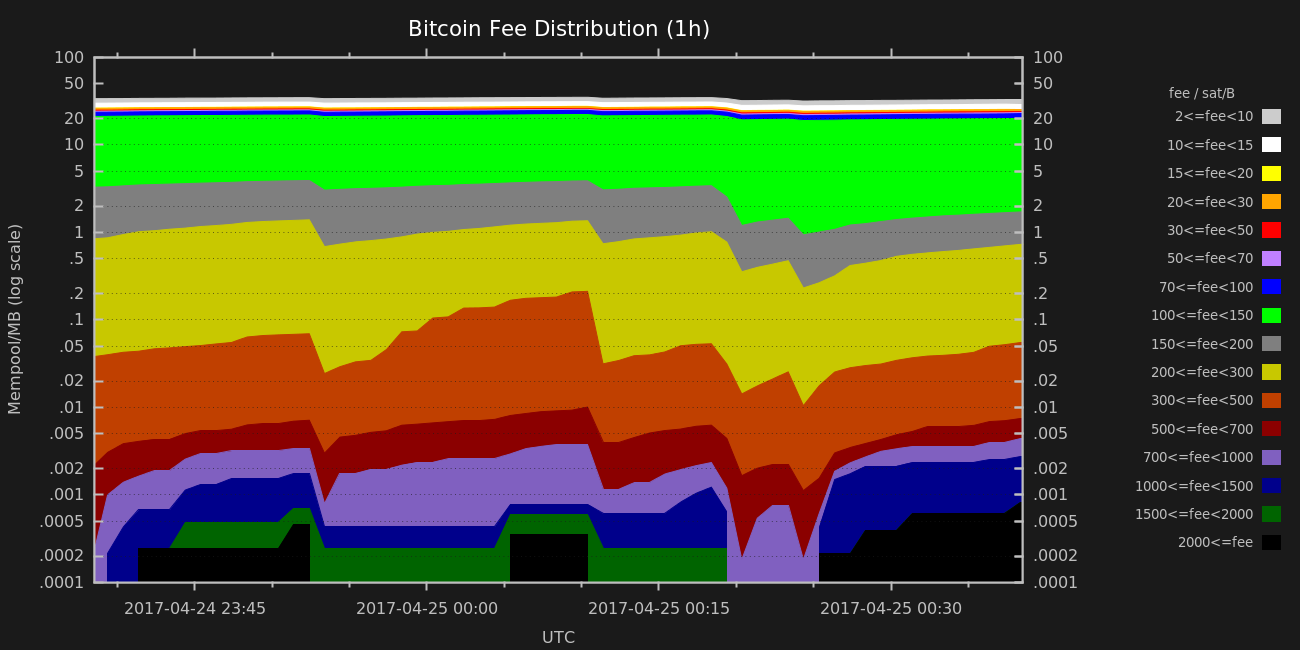 Bitcoin Fee Distribution (1h)
100
50
20
10
5
2
1
.5
.2
.1
.05
.02
.01
.005
.002
.001
.0005
.0002
.0001
Mempool/MB (log scale)
100
50
20
10
5
2
1
.5
.2
.1
.05
.02
.01
.005
.002
.001
.0005
.0002
.0001
2017-04-24 23:45
2017-04-25 00:00
2017-04-25 00:15
2017-04-25 00:30
UTC
fee / sat/B
2<=fee<10
10<=fee<15
15<=fee<20
20<=fee<30
30<=fee<50
50<=fee<70
70<=fee<100
100<=fee<150
150<=fee<200
200<=fee<300
300<=fee<500
500<=fee<700
700<=fee<1000
1000<=fee<1500
1500<=fee<2000
2000<=fee